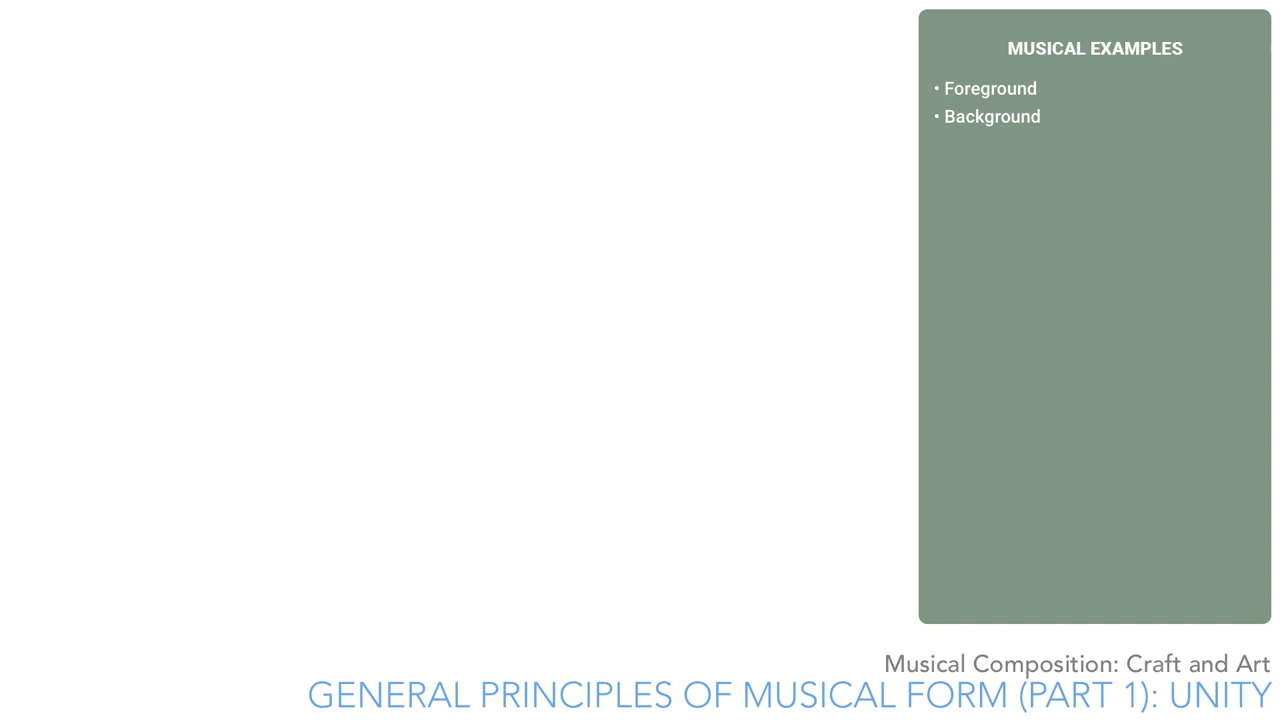 MUSICAL EXAMPLES
• Foreground
• Background
Musical Composition: Craft and Art
GENERAL PRINCIPLES OF MUSICAL FORM (PART 1): UNITY